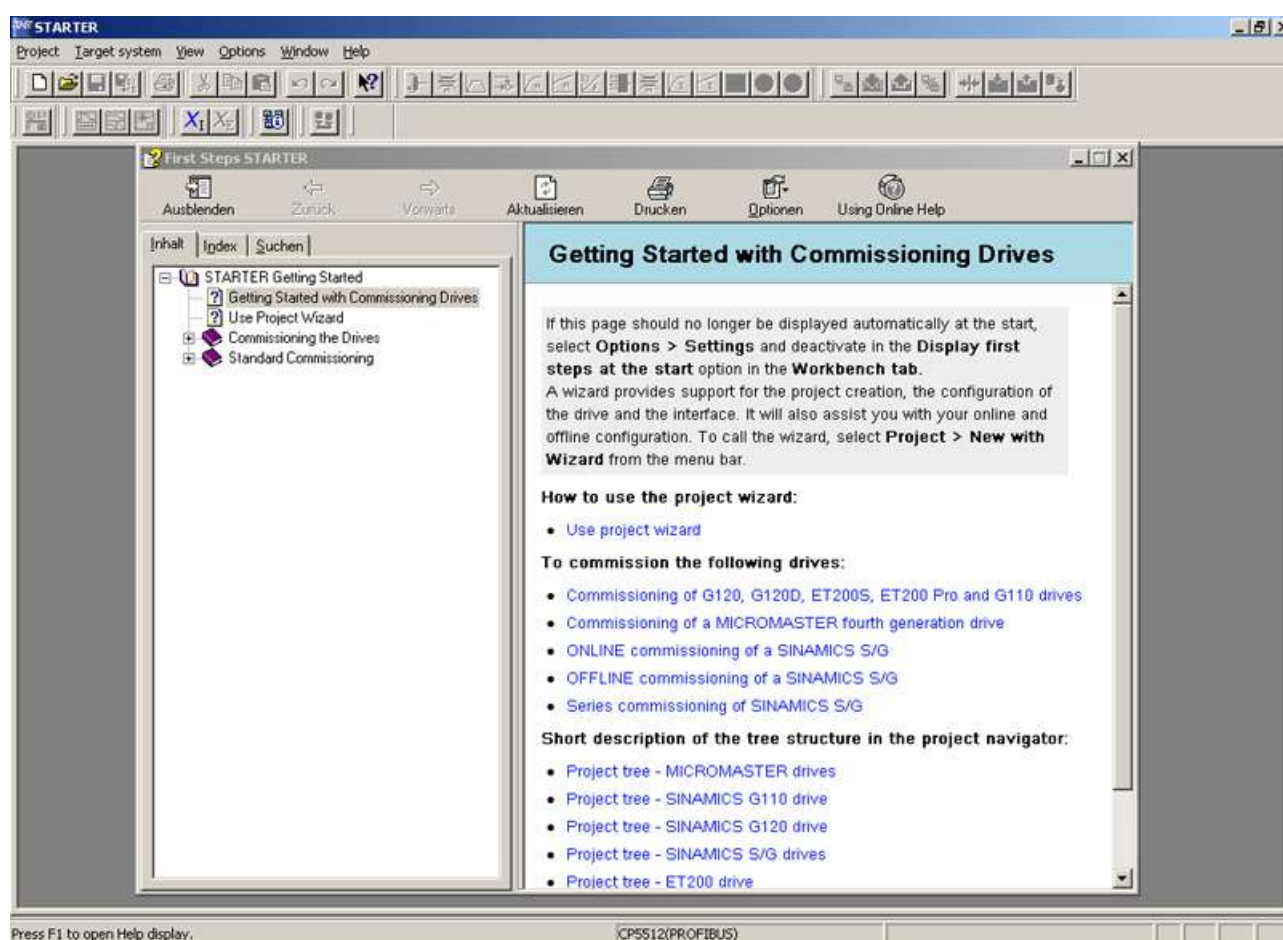 STARTER
Project Target system View Options Window Help
First Steps STARTER
Ausblenden Zurück Vorwärts Aktualisieren Drucken Optionen Using Online Help
Inhalt Index Suchen
STARTER Getting Started
Getting Started with Commissioning Drives
Use Project Wizard
Commissioning the Drives
Standard Commissioning
Getting Started with Commissioning Drives
If this page should no longer be displayed automatically at the start,
select Options > Settings and deactivate in the Display first
steps at the start option in the Workbench tab.
A wizard provides support for the project creation, the configuration of
the drive and the interface. It will also assist you with your online and
offline configuration. To call the wizard, select Project > New with
Wizard from the menu bar.
How to use the project wizard:
• Use project wizard
To commission the following drives:
• Commissioning of G120, G120D, ET200S, ET200 Pro and G110 drives
• Commissioning of a MICROMASTER fourth generation drive
• ONLINE commissioning of a SINAMICS S/G
• OFFLINE commissioning of a SINAMICS S/G
• Series commissioning of SINAMICS S/G
Short description of the tree structure in the project navigator:
• Project tree - MICROMASTER drives
• Project tree - SINAMICS G110 drive
• Project tree - SINAMICS G120 drive
• Project tree - SINAMICS S/G drives
• Project tree - ET200 drive
Press F1 to open Help display. CP5512(PROFIBUS)